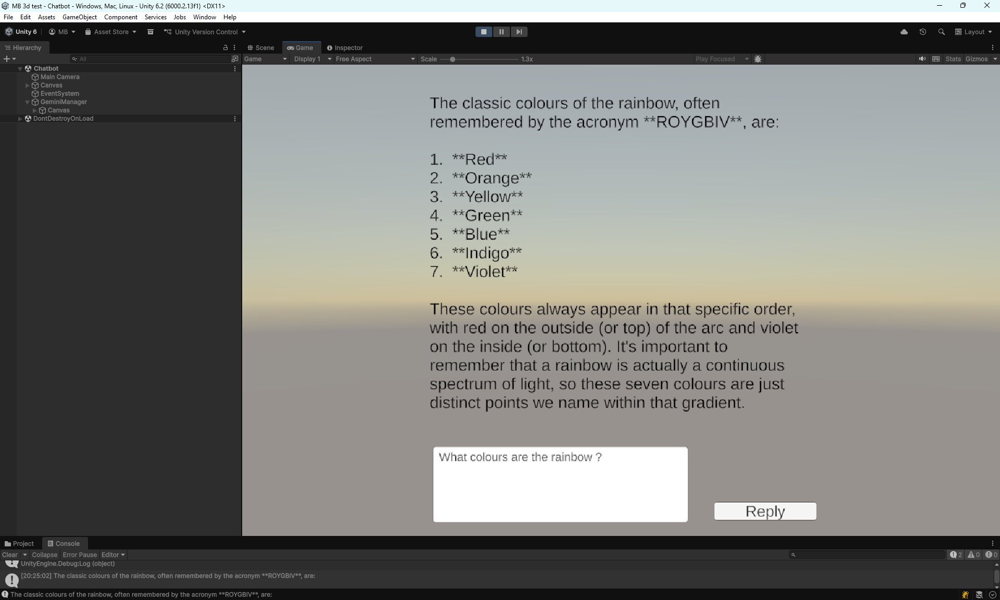 MB 3d test - Chatbot - Windows, Mac, Linux - Unity 6.2 (6000.2.13f1) <DX11>
File Edit Assets GameObject Component Services Jobs Window Help
Unity 6 MB Asset Store Unity Version Control Layout
Hierarchy
Scene Game Inspector
All
Game Display 1 Free Aspect Scale 1.3x Play Focused Stats Gizmos
Chatbot
Main Camera
Canvas
EventSystem
GeminiManager
Canvas
DontDestroyOnLoad
The classic colours of the rainbow, often
remembered by the acronym **ROYGBIV**, are:
1. **Red**
2. **Orange**
3. **Yellow**
4. **Green**
5. **Blue**
6. **Indigo**
7. **Violet**
These colours always appear in that specific order,
with red on the outside (or top) of the arc and violet
on the inside (or bottom). It's important to
remember that a rainbow is actually a continuous
spectrum of light, so these seven colours are just
distinct points we name within that gradient.
What colours are the rainbow ?
Reply
Project Console
Clear Collapse Error Pause Editor 2 0 0
UnityEngine.Debug:Log (object)
[20:25:02] The classic colours of the rainbow, often remembered by the acronym **ROYGBIV**, are:
The classic colours of the rainbow, often remembered by the acronym **ROYGBIV**, are: